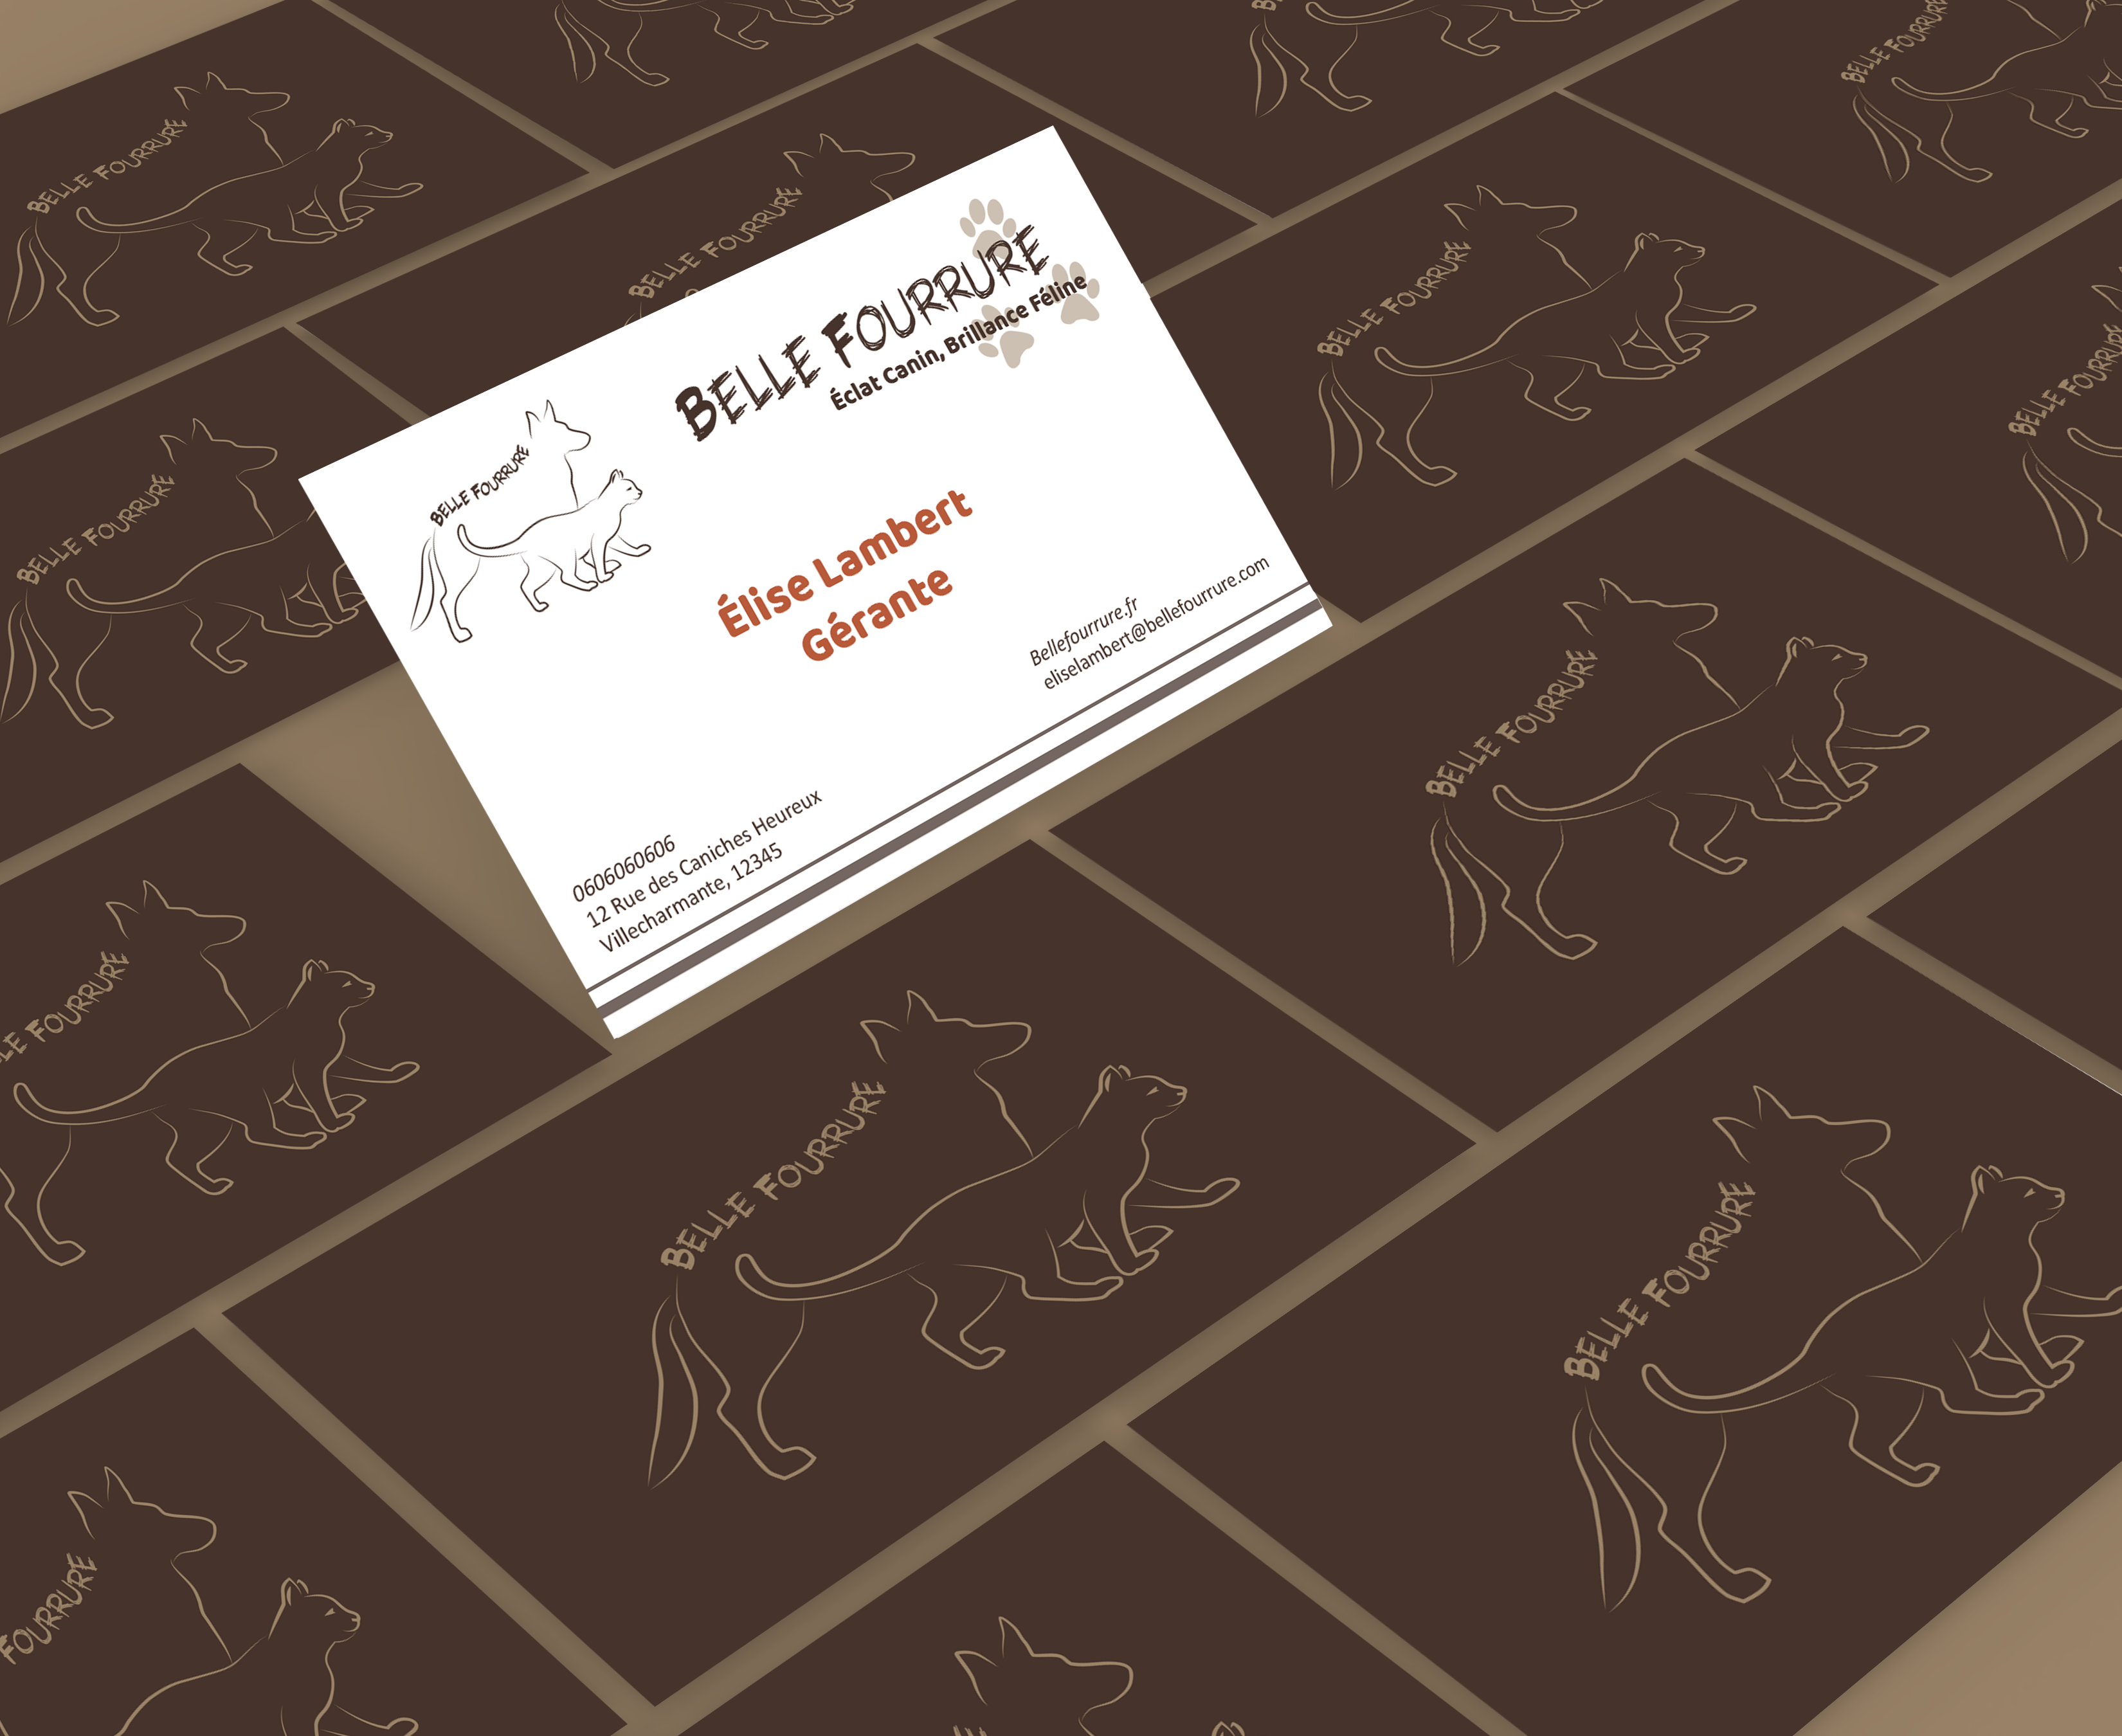 BELLE FOURRURE
BELLE FOURRURE
BELLE FOURRURE
BELLE FOURRURE
Éclat Canin, Brillance Féline
BELLE FOURRURE
Élise Lambert
Gérante
Bellefourrure.fr
eliselambert@bellefourrure.com
0606060606
12 Rue des Caniches Heureux
Villecharmante, 12345
BELLE FOURRURE
BELLE FOURRURE
BELLE FOURRURE
BELLE FOURRURE
BELLE FOURRURE
LE FOURRURE
BELLE FOURRURE
BELLE FOURRURE
FOURRURE